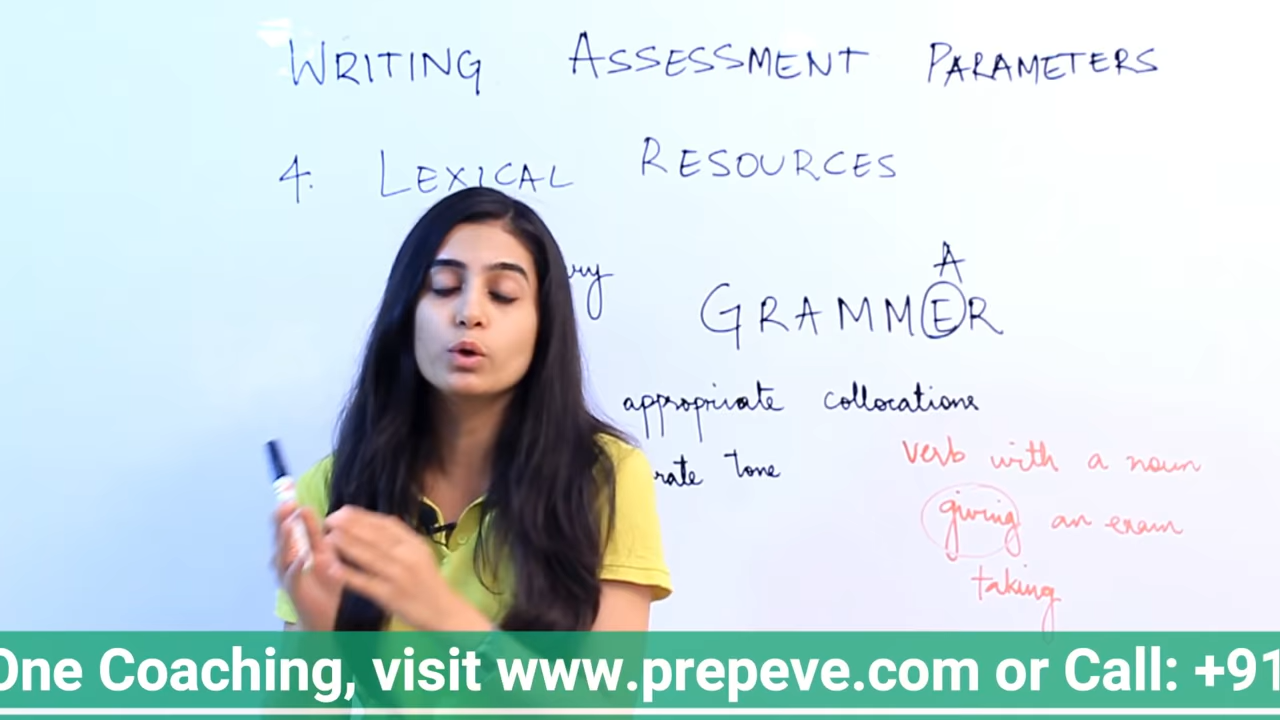 WRITING ASSESSMENT PARAMETERS
4. LEXICAL RESOURCES
A
GRAMMER
appropriate collocations
tone
verb with a noun
giving an exam
taking
One Coaching, visit www.prepeve.com or Call: +91